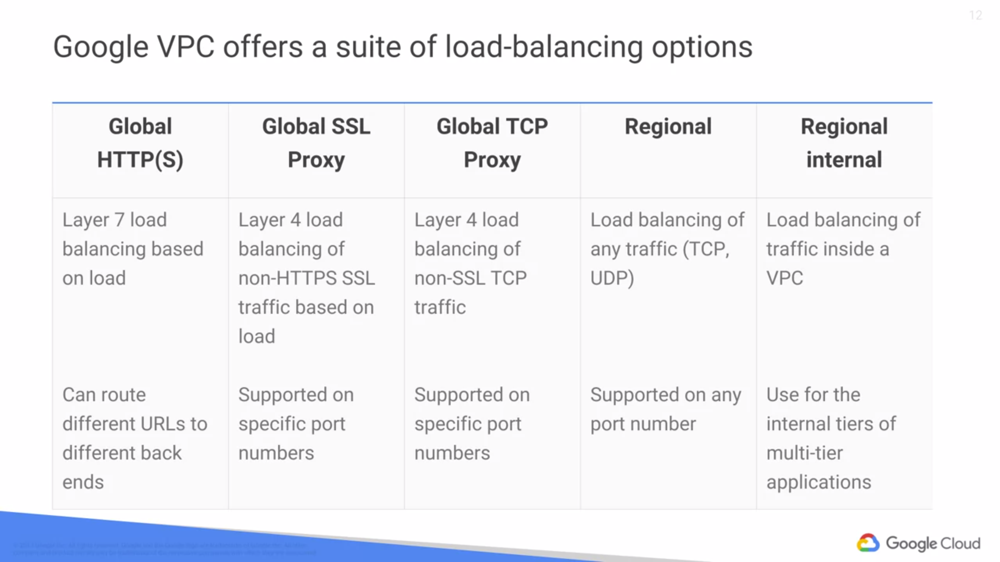 12
Google VPC offers a suite of load-balancing options
Global
HTTP(S)
Global SSL
Proxy
Global TCP
Proxy
Regional
Regional
internal
Layer 7 load
balancing based
on load
Can route
different URLs to
different back
ends
Layer 4 load
balancing of
non-HTTPS SSL
traffic based on
load
Supported on
specific port
numbers
Layer 4 load
balancing of
non-SSL TCP
traffic
Supported on
specific port
numbers
Load balancing of
any traffic (TCP,
UDP)
Supported on any
port number
Load balancing of
traffic inside a
VPC
Use for the
internal tiers of
multi-tier
applications
Google Cloud